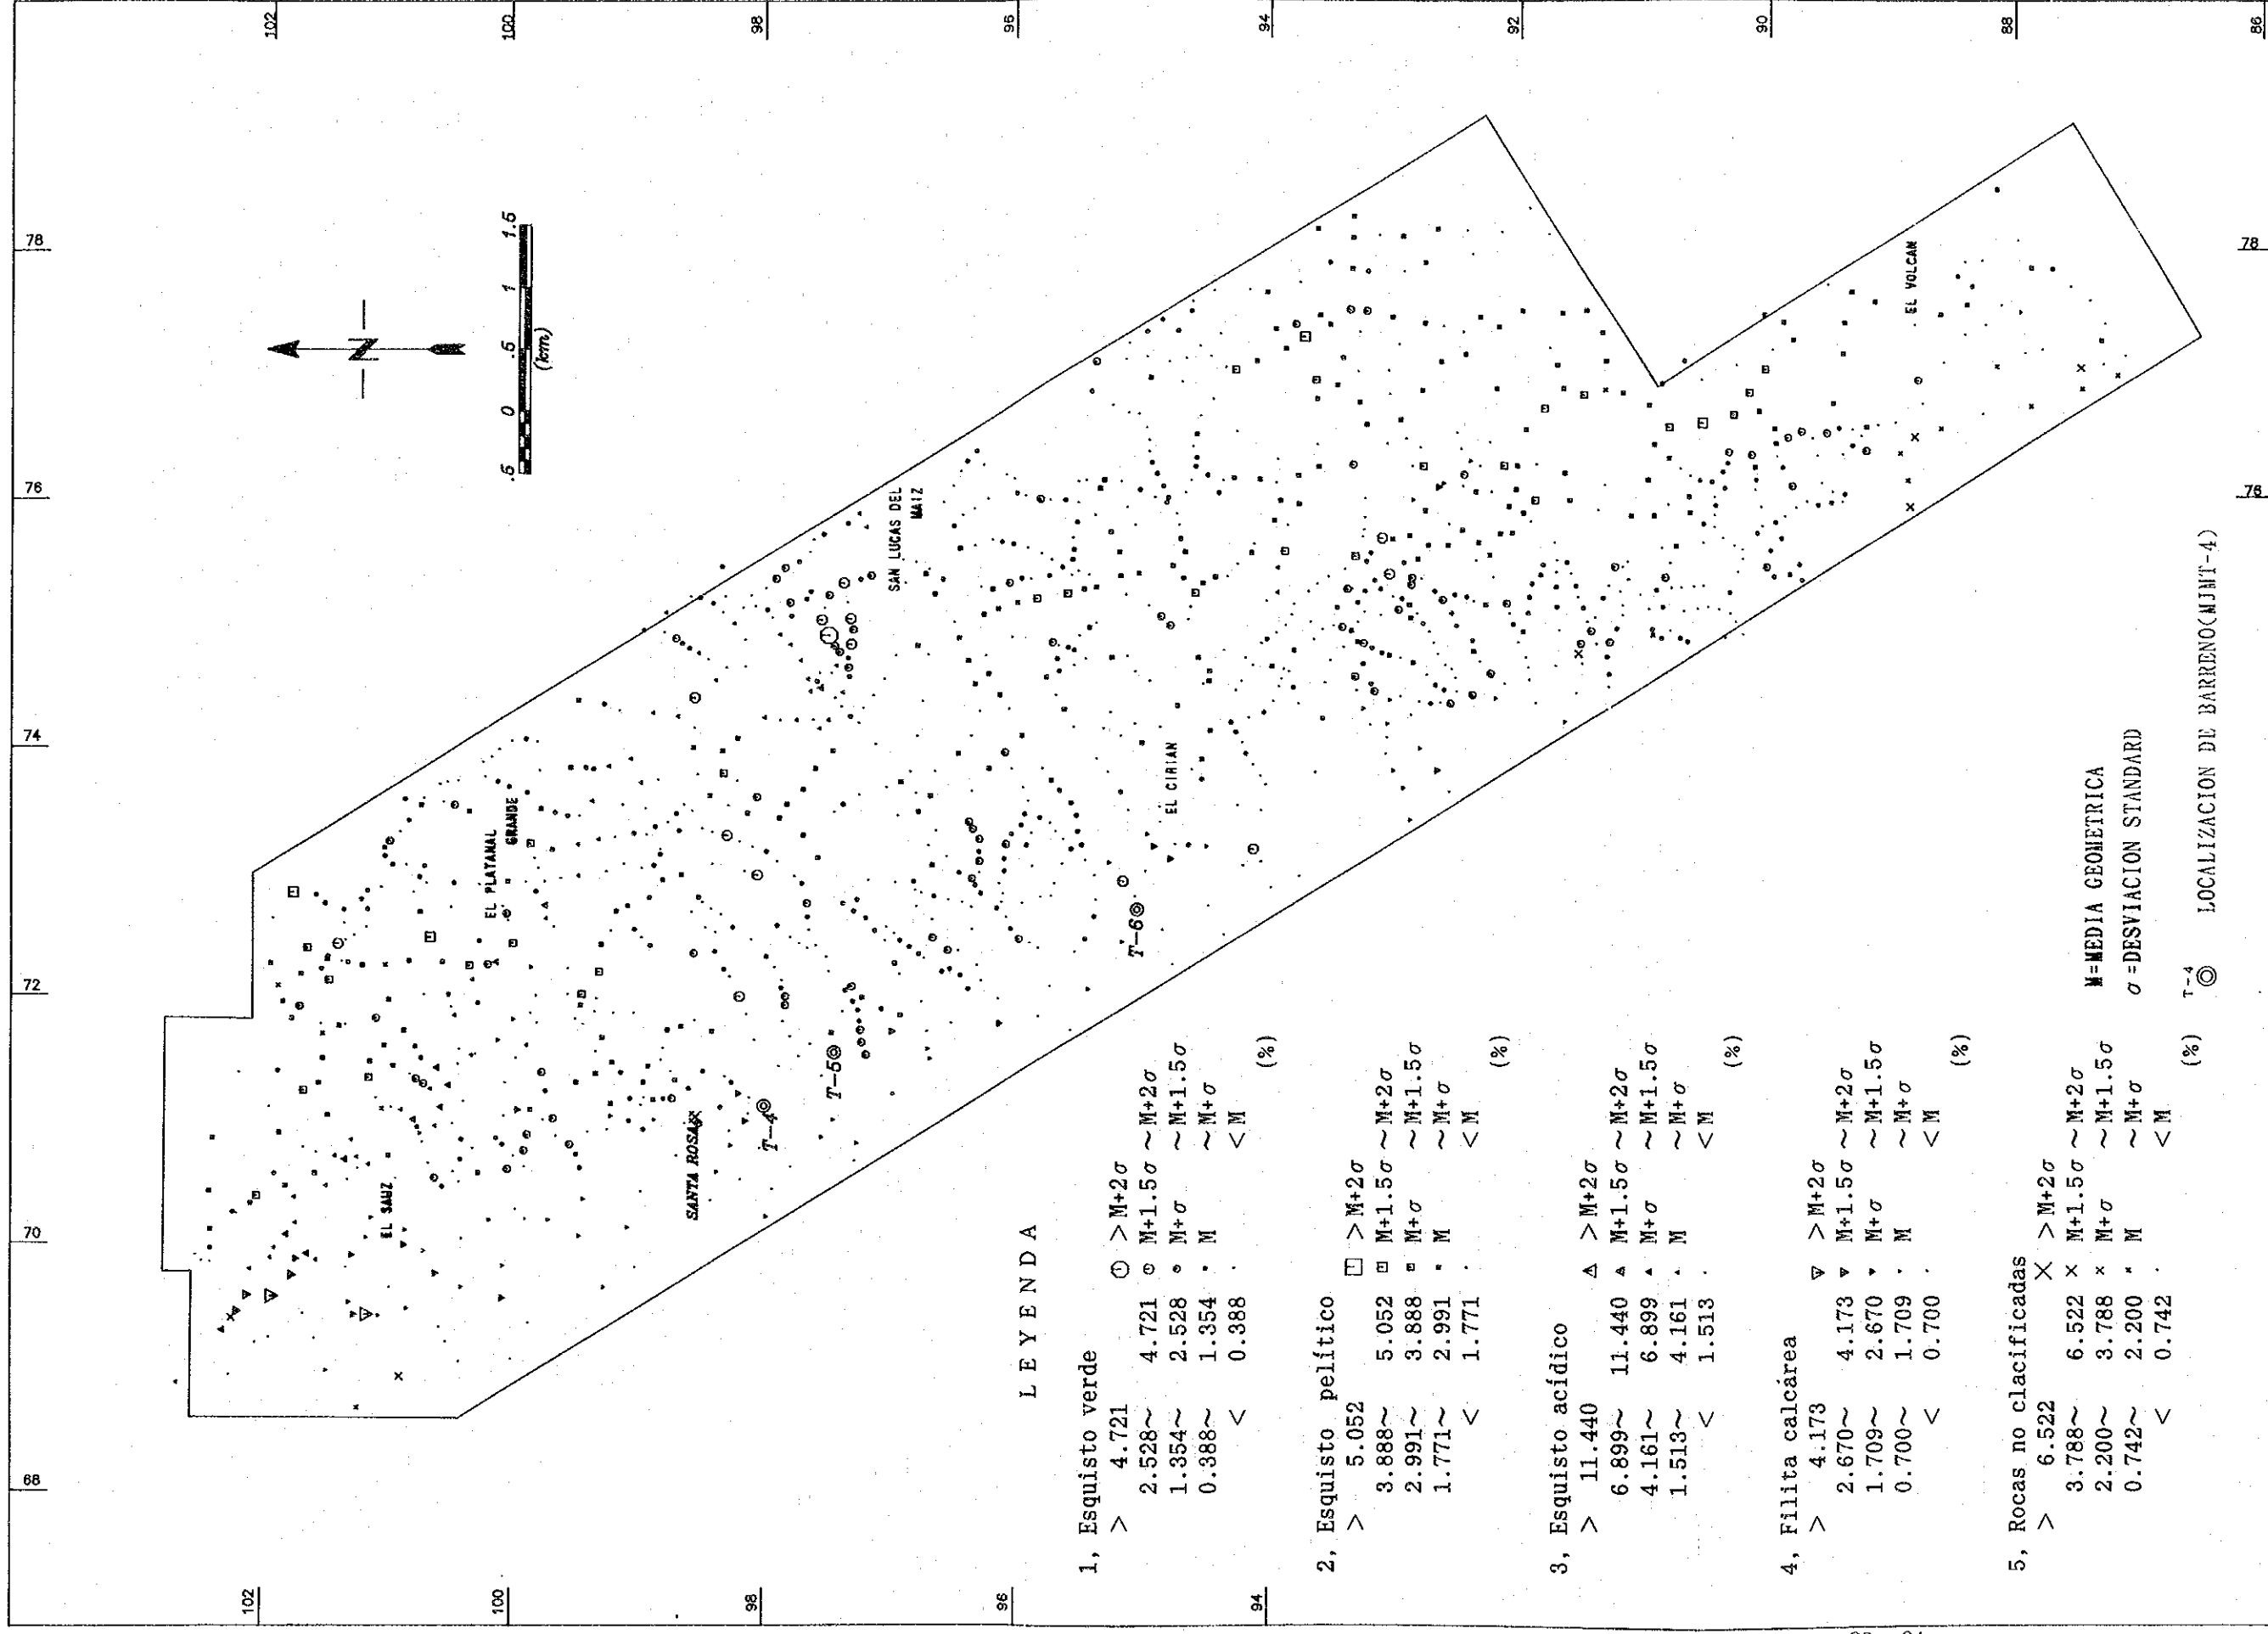 102
100
98
96
94
92
90
88
86
78
76
74
72
70
68
78
76
102
100
98
96
94
N
.5 0 .5 1 1.5
(km)
EL PLATANAL
GRANDE
SAN LUCAS DEL
MAIZ
EL VOLCAN
EL CIRIAN
EL SAUZ
SANTA ROSA
T-4
T-5
T-6
LEYENDA
1, Esquisto verde
> 4.721 >M+2σ
2.528~ 4.721 M+1.5σ ~M+2σ
1.354~ 2.528 M+σ ~M+1.5σ
0.388~ 1.354 M ~M+σ
< 0.388 <M
(%)
2, Esquisto pelítico
> 5.052 >M+2σ
3.888~ 5.052 M+1.5σ ~M+2σ
2.991~ 3.888 M+σ ~M+1.5σ
1.771~ 2.991 M ~M+σ
< 1.771 <M
(%)
3, Esquisto acídico
> 11.440 >M+2σ
6.899~ 11.440 M+1.5σ ~M+2σ
4.161~ 6.899 M+σ ~M+1.5σ
1.513~ 4.161 M ~M+σ
< 1.513 <M
(%)
4, Filita calcárea
> 4.173 >M+2σ
2.670~ 4.173 M+1.5σ ~M+2σ
1.709~ 2.670 M+σ ~M+1.5σ
0.700~ 1.709 M ~M+σ
< 0.700 <M
(%)
5, Rocas no clacificadas
> 6.522 >M+2σ
3.788~ 6.522 M+1.5σ ~M+2σ
2.200~ 3.788 M+σ ~M+1.5σ
0.742~ 2.200 M ~M+σ
< 0.742 <M
(%)
M=MEDIA GEOMETRICA
σ=DESVIACION STANDARD
T-4
LOCALIZACION DE BARRENO(MJMT-4)